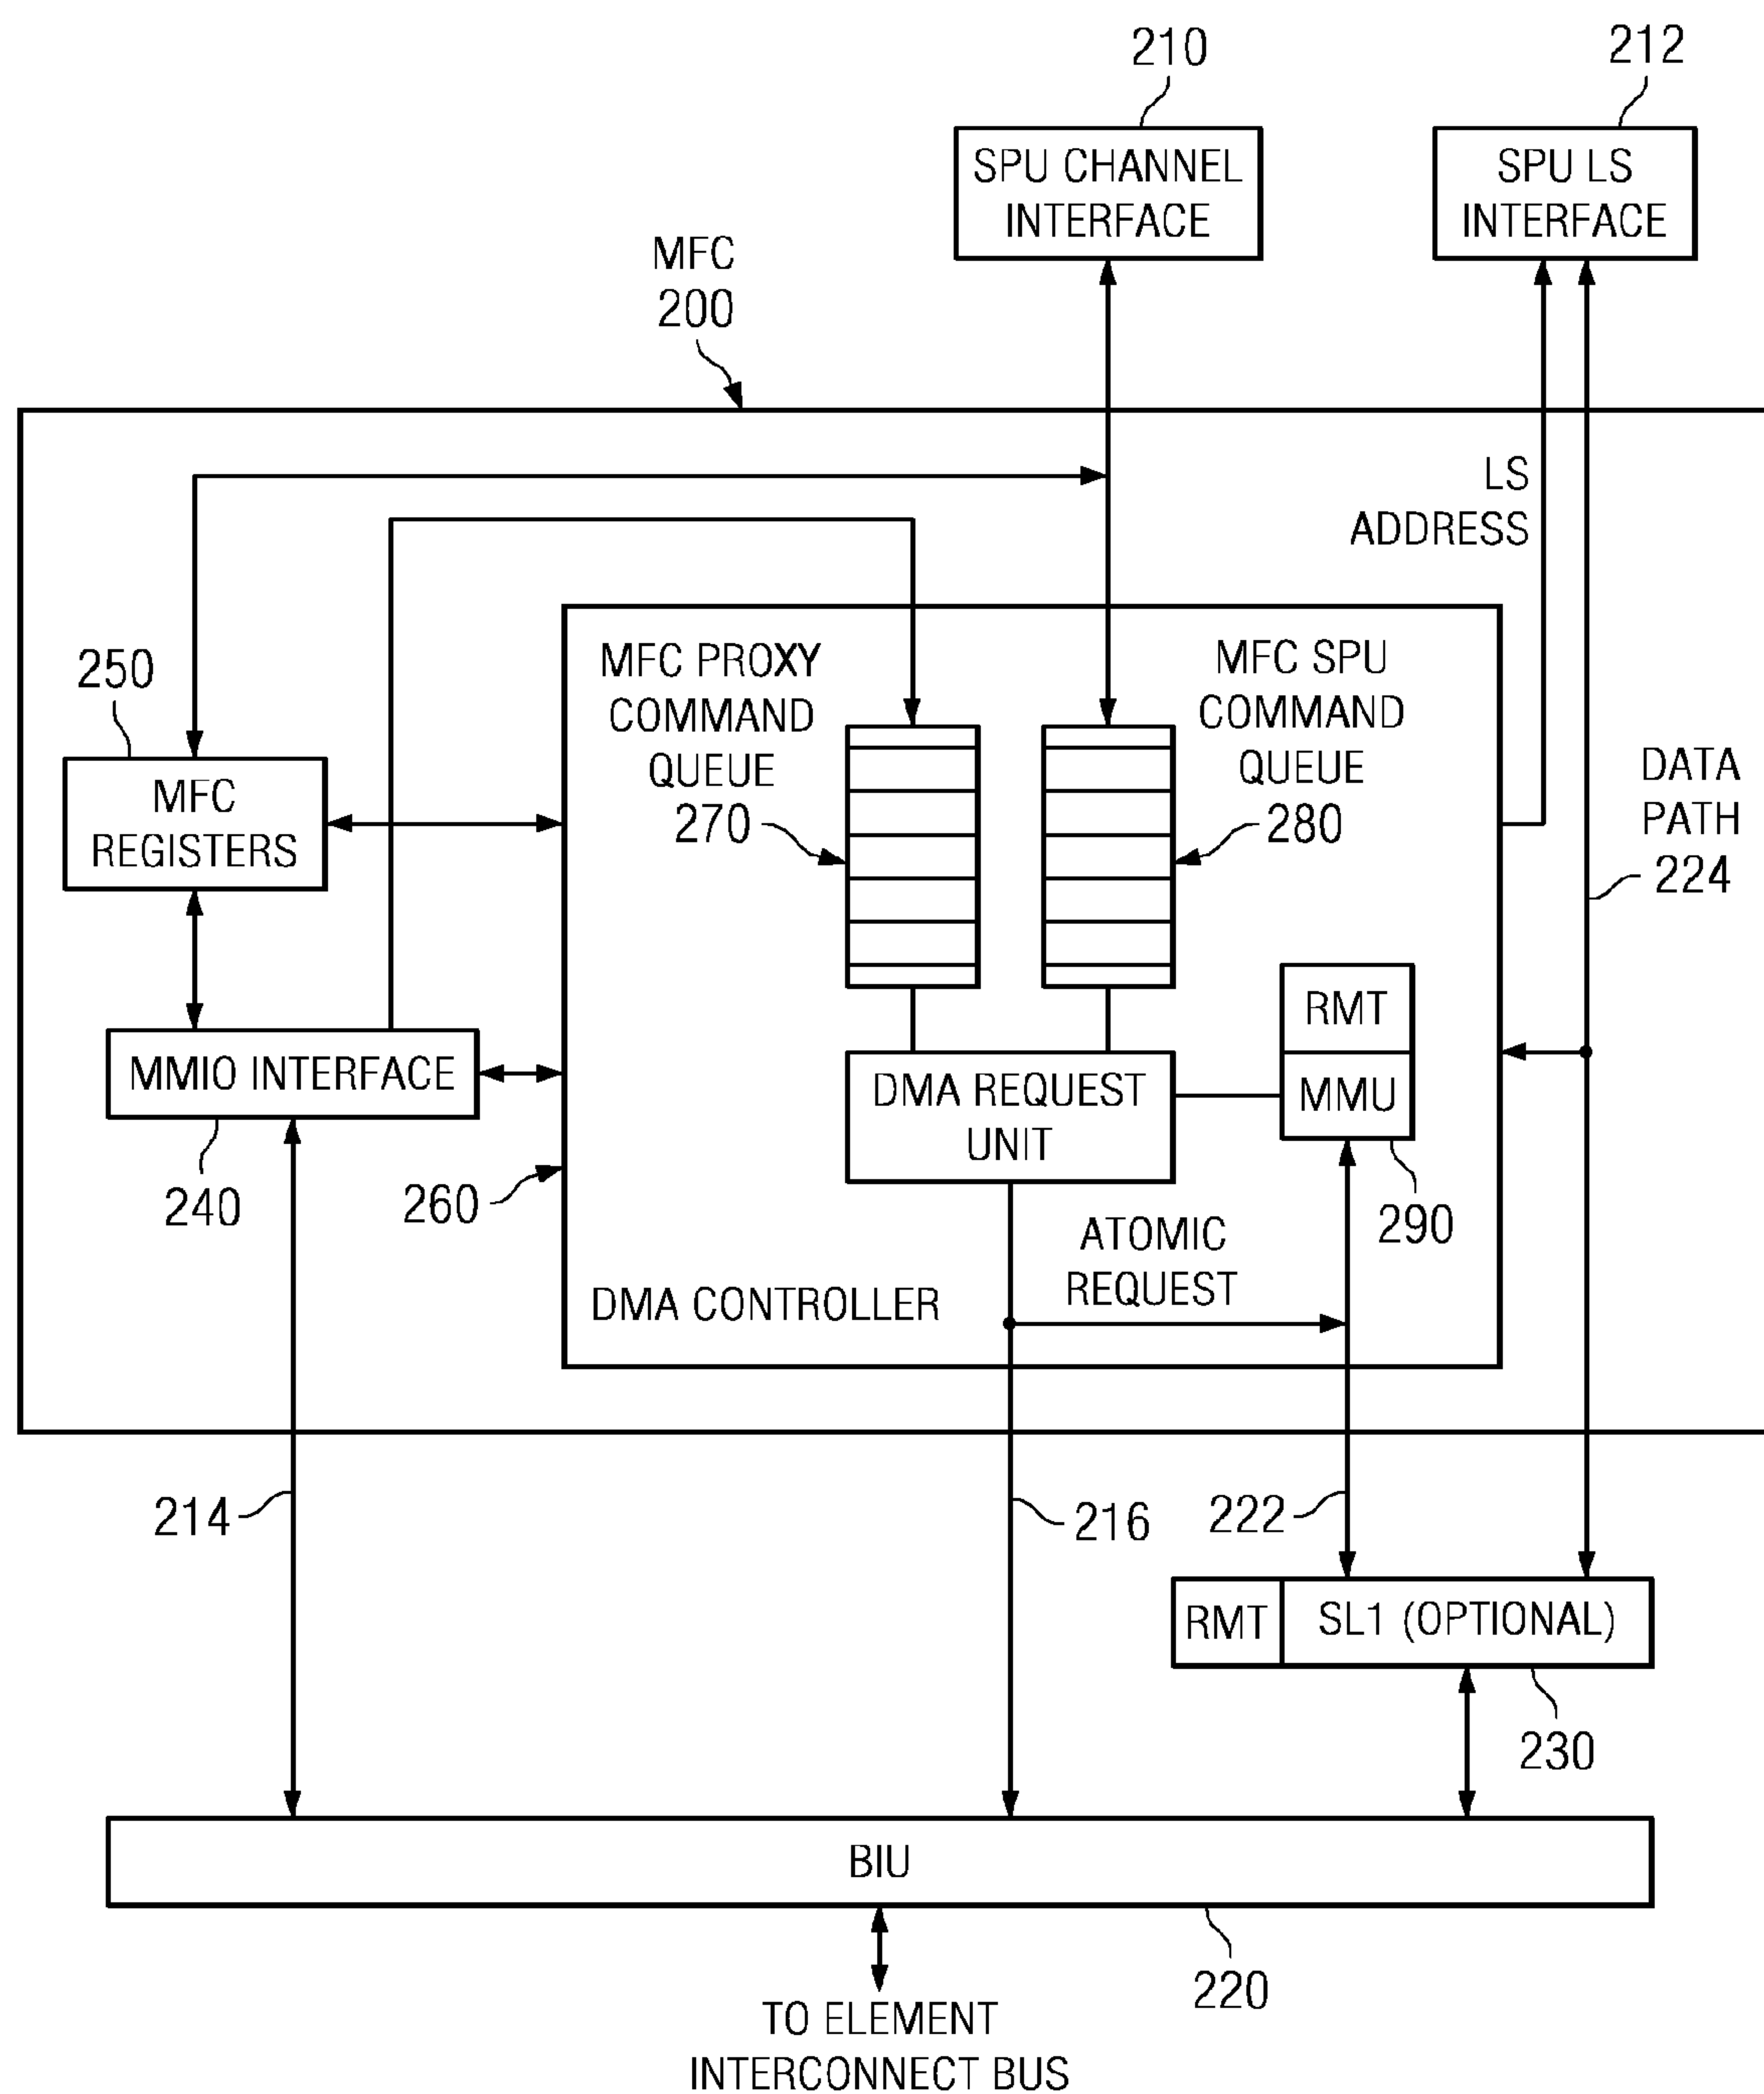 210
212
SPU CHANNEL
INTERFACE
SPU LS
INTERFACE
MFC
200
LS
ADDRESS
250
MFC
REGISTERS
MFC PROXY
COMMAND
QUEUE
270
MFC SPU
COMMAND
QUEUE
280
DATA
PATH
224
MMIO INTERFACE
240
260
DMA REQUEST
UNIT
RMT
MMU
290
ATOMIC
REQUEST
DMA CONTROLLER
214
216
222
RMT
SL1 (OPTIONAL)
230
BIU
220
TO ELEMENT
INTERCONNECT BUS